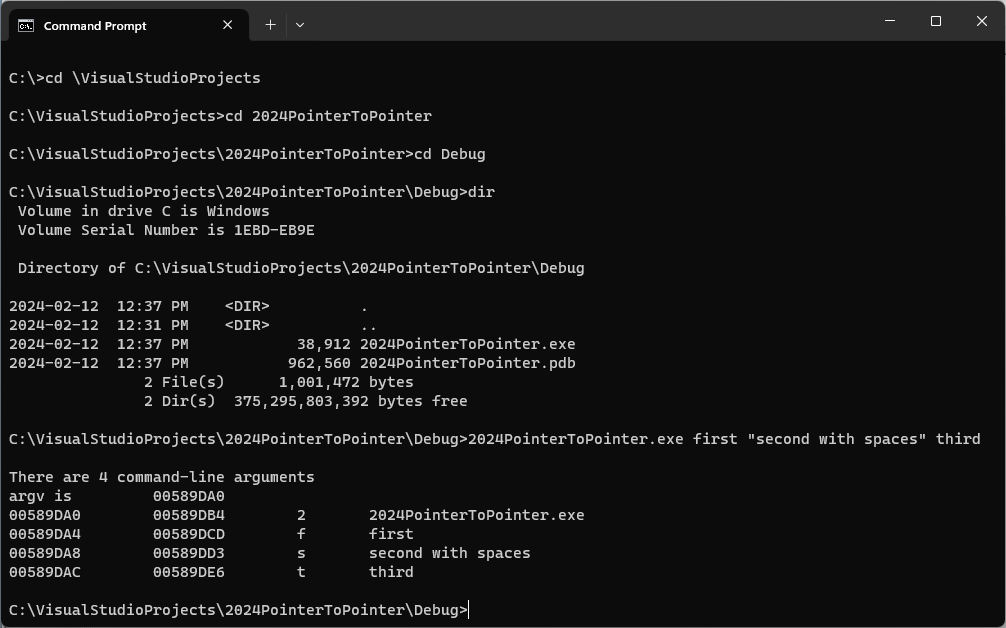 Command Prompt
C:\>cd \VisualStudioProjects
C:\VisualStudioProjects>cd 2024PointerToPointer
C:\VisualStudioProjects\2024PointerToPointer>cd Debug
C:\VisualStudioProjects\2024PointerToPointer\Debug>dir
 Volume in drive C is Windows
 Volume Serial Number is 1EBD-EB9E
 Directory of C:\VisualStudioProjects\2024PointerToPointer\Debug
2024-02-12  12:37 PM    <DIR>          .
2024-02-12  12:31 PM    <DIR>          ..
2024-02-12  12:37 PM            38,912 2024PointerToPointer.exe
2024-02-12  12:37 PM           962,560 2024PointerToPointer.pdb
               2 File(s)      1,001,472 bytes
               2 Dir(s)  375,295,803,392 bytes free
C:\VisualStudioProjects\2024PointerToPointer\Debug>2024PointerToPointer.exe first "second with spaces" third
There are 4 command-line arguments
argv is         00589DA0
00589DA0        00589DB4        2       2024PointerToPointer.exe
00589DA4        00589DCD        f       first
00589DA8        00589DD3        s       second with spaces
00589DAC        00589DE6        t       third
C:\VisualStudioProjects\2024PointerToPointer\Debug>